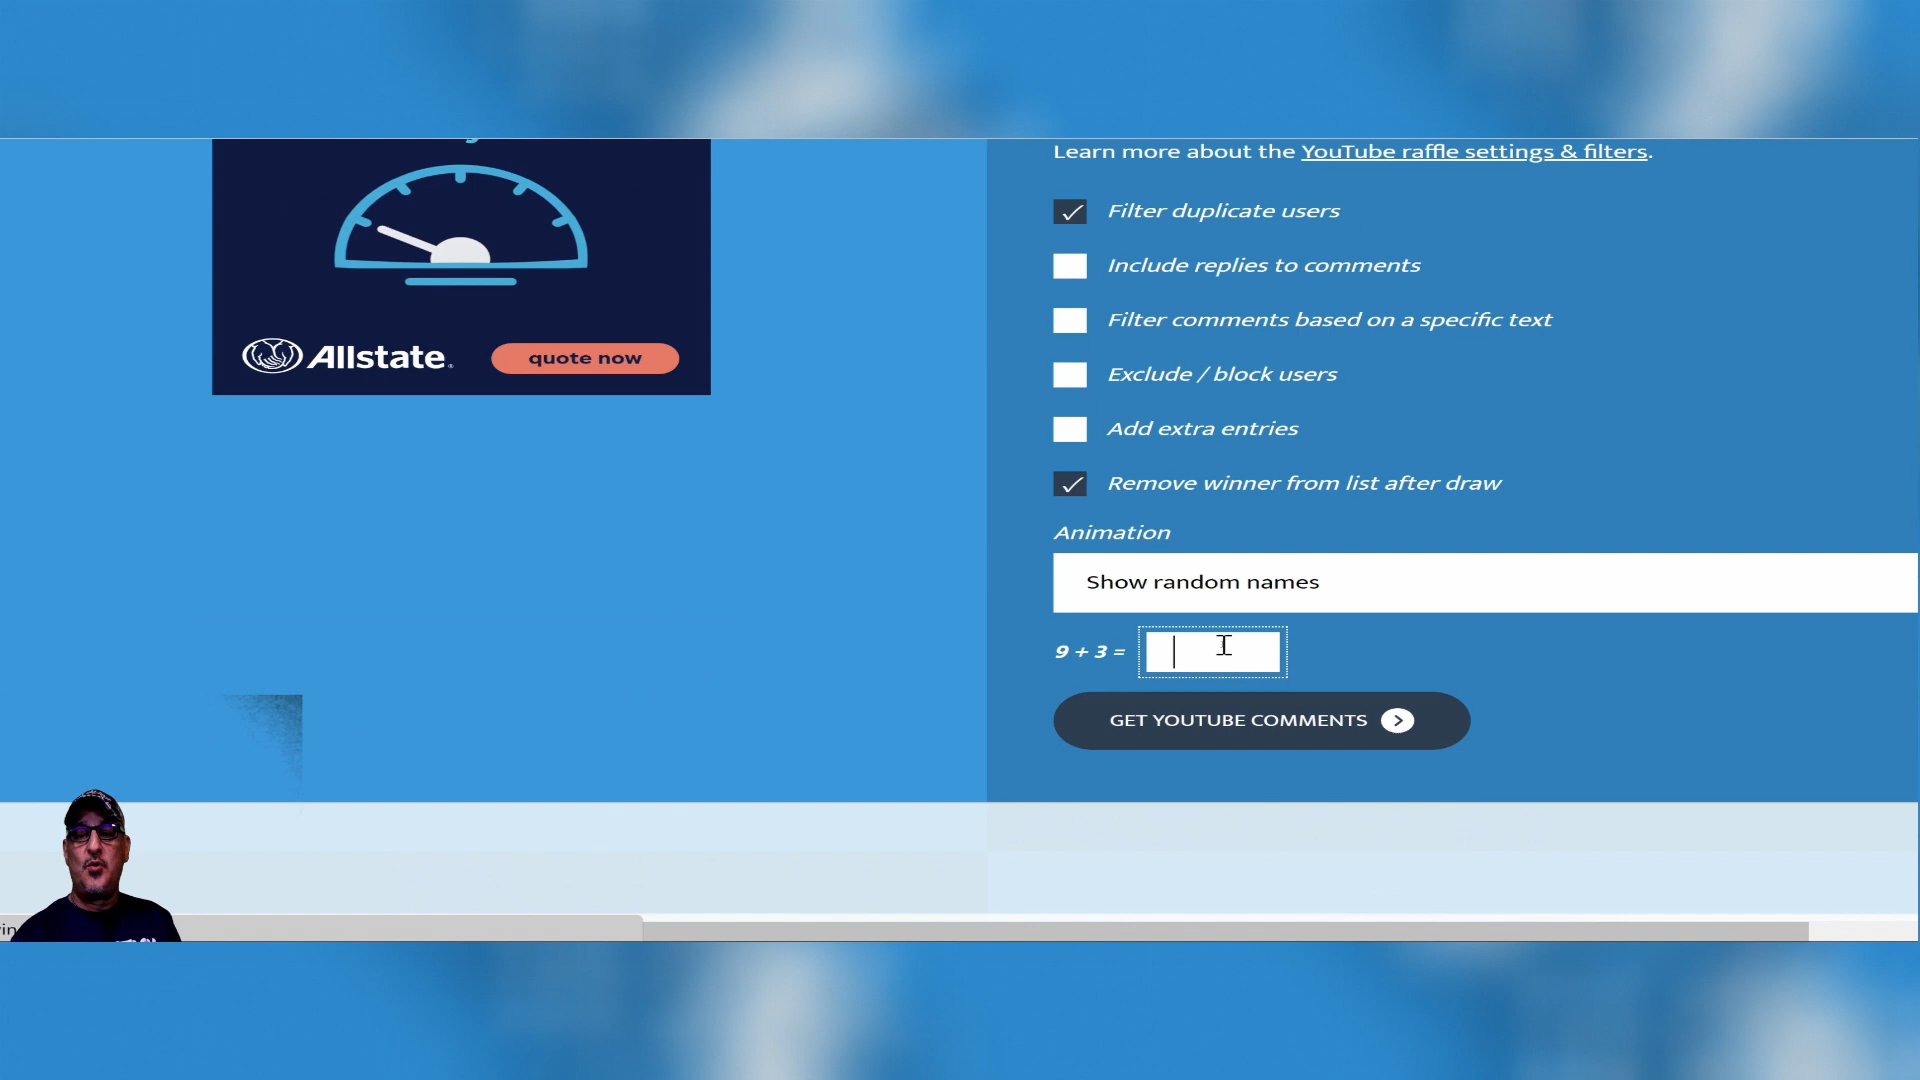 Learn more about the YouTube raffle settings & filters.
Filter duplicate users
Include replies to comments
Filter comments based on a specific text
Exclude / block users
Add extra entries
Remove winner from list after draw
Animation
Show random names
9 + 3 =
GET YOUTUBE COMMENTS
Allstate®
quote now